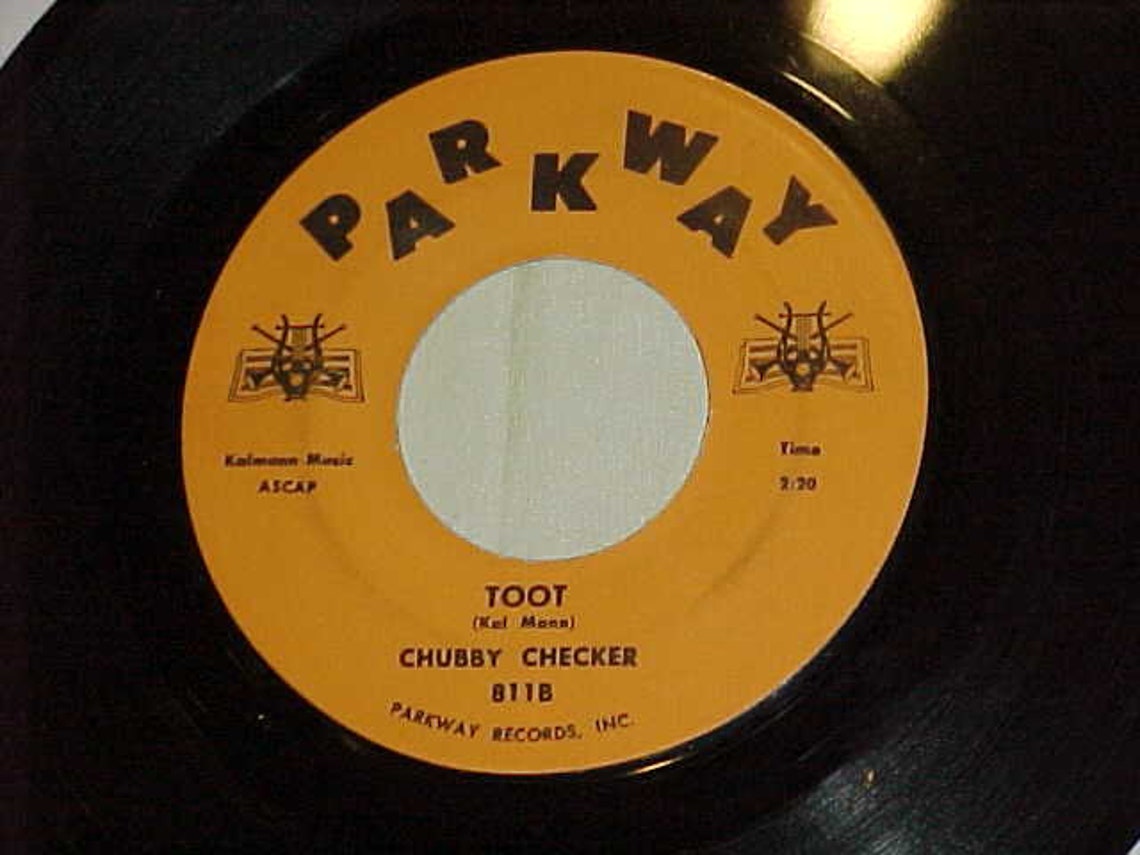 PARKWAY
Kalmann Music
ASCAP
Time
2:20
TOOT
(Kal Mann)
CHUBBY CHECKER
811B
PARKWAY RECORDS, INC.